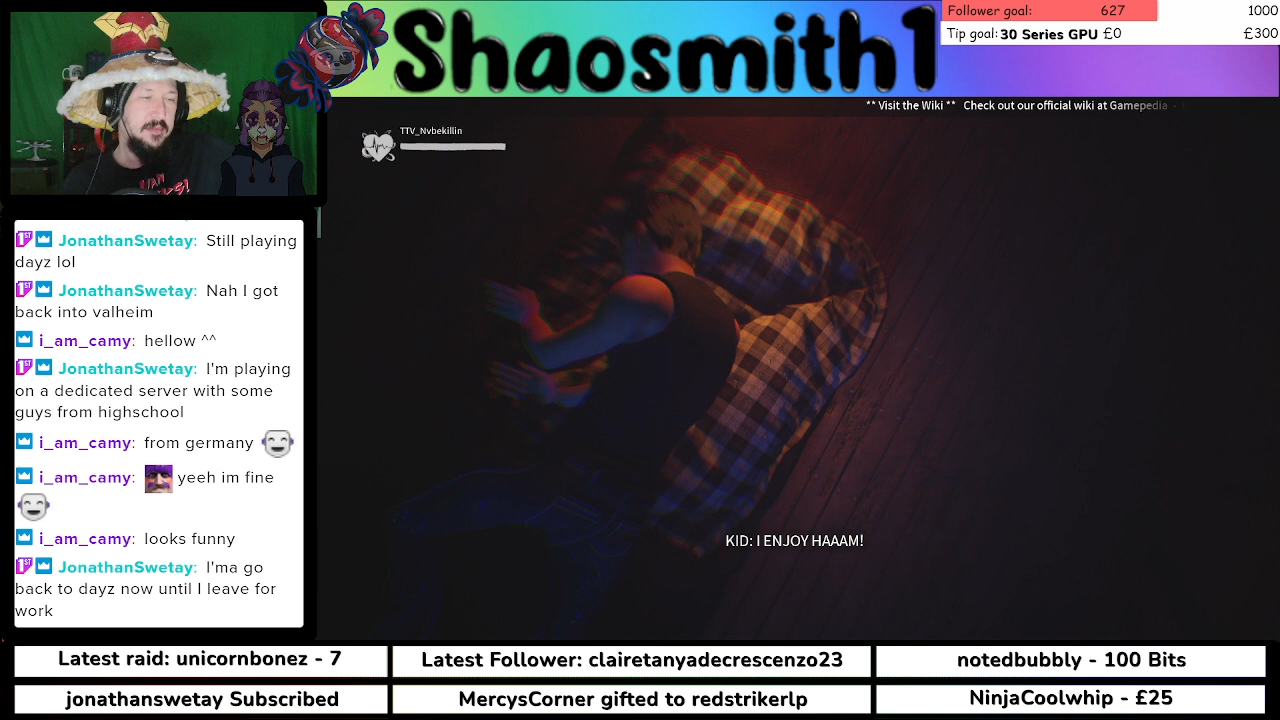 Shaosmith1
Follower goal: 627 1000
Tip goal: 30 Series GPU £0 £300
** Visit the Wiki ** Check out our official wiki at Gamepedia -
TTV_Nvbekillin
JonathanSwetay: Still playing
dayz lol
JonathanSwetay: Nah I got
back into valheim
i_am_camy: hellow ^^
JonathanSwetay: I'm playing
on a dedicated server with some
guys from highschool
i_am_camy: from germany
i_am_camy: yeeh im fine
i_am_camy: looks funny
JonathanSwetay: I'ma go
back to dayz now until I leave for
work
KID: I ENJOY HAAAM!
Latest raid: unicornbonez - 7
Latest Follower: clairetanyadecrescenzo23
notedbubbly - 100 Bits
jonathanswetay Subscribed
MercysCorner gifted to redstrikerlp
NinjaCoolwhip - £25